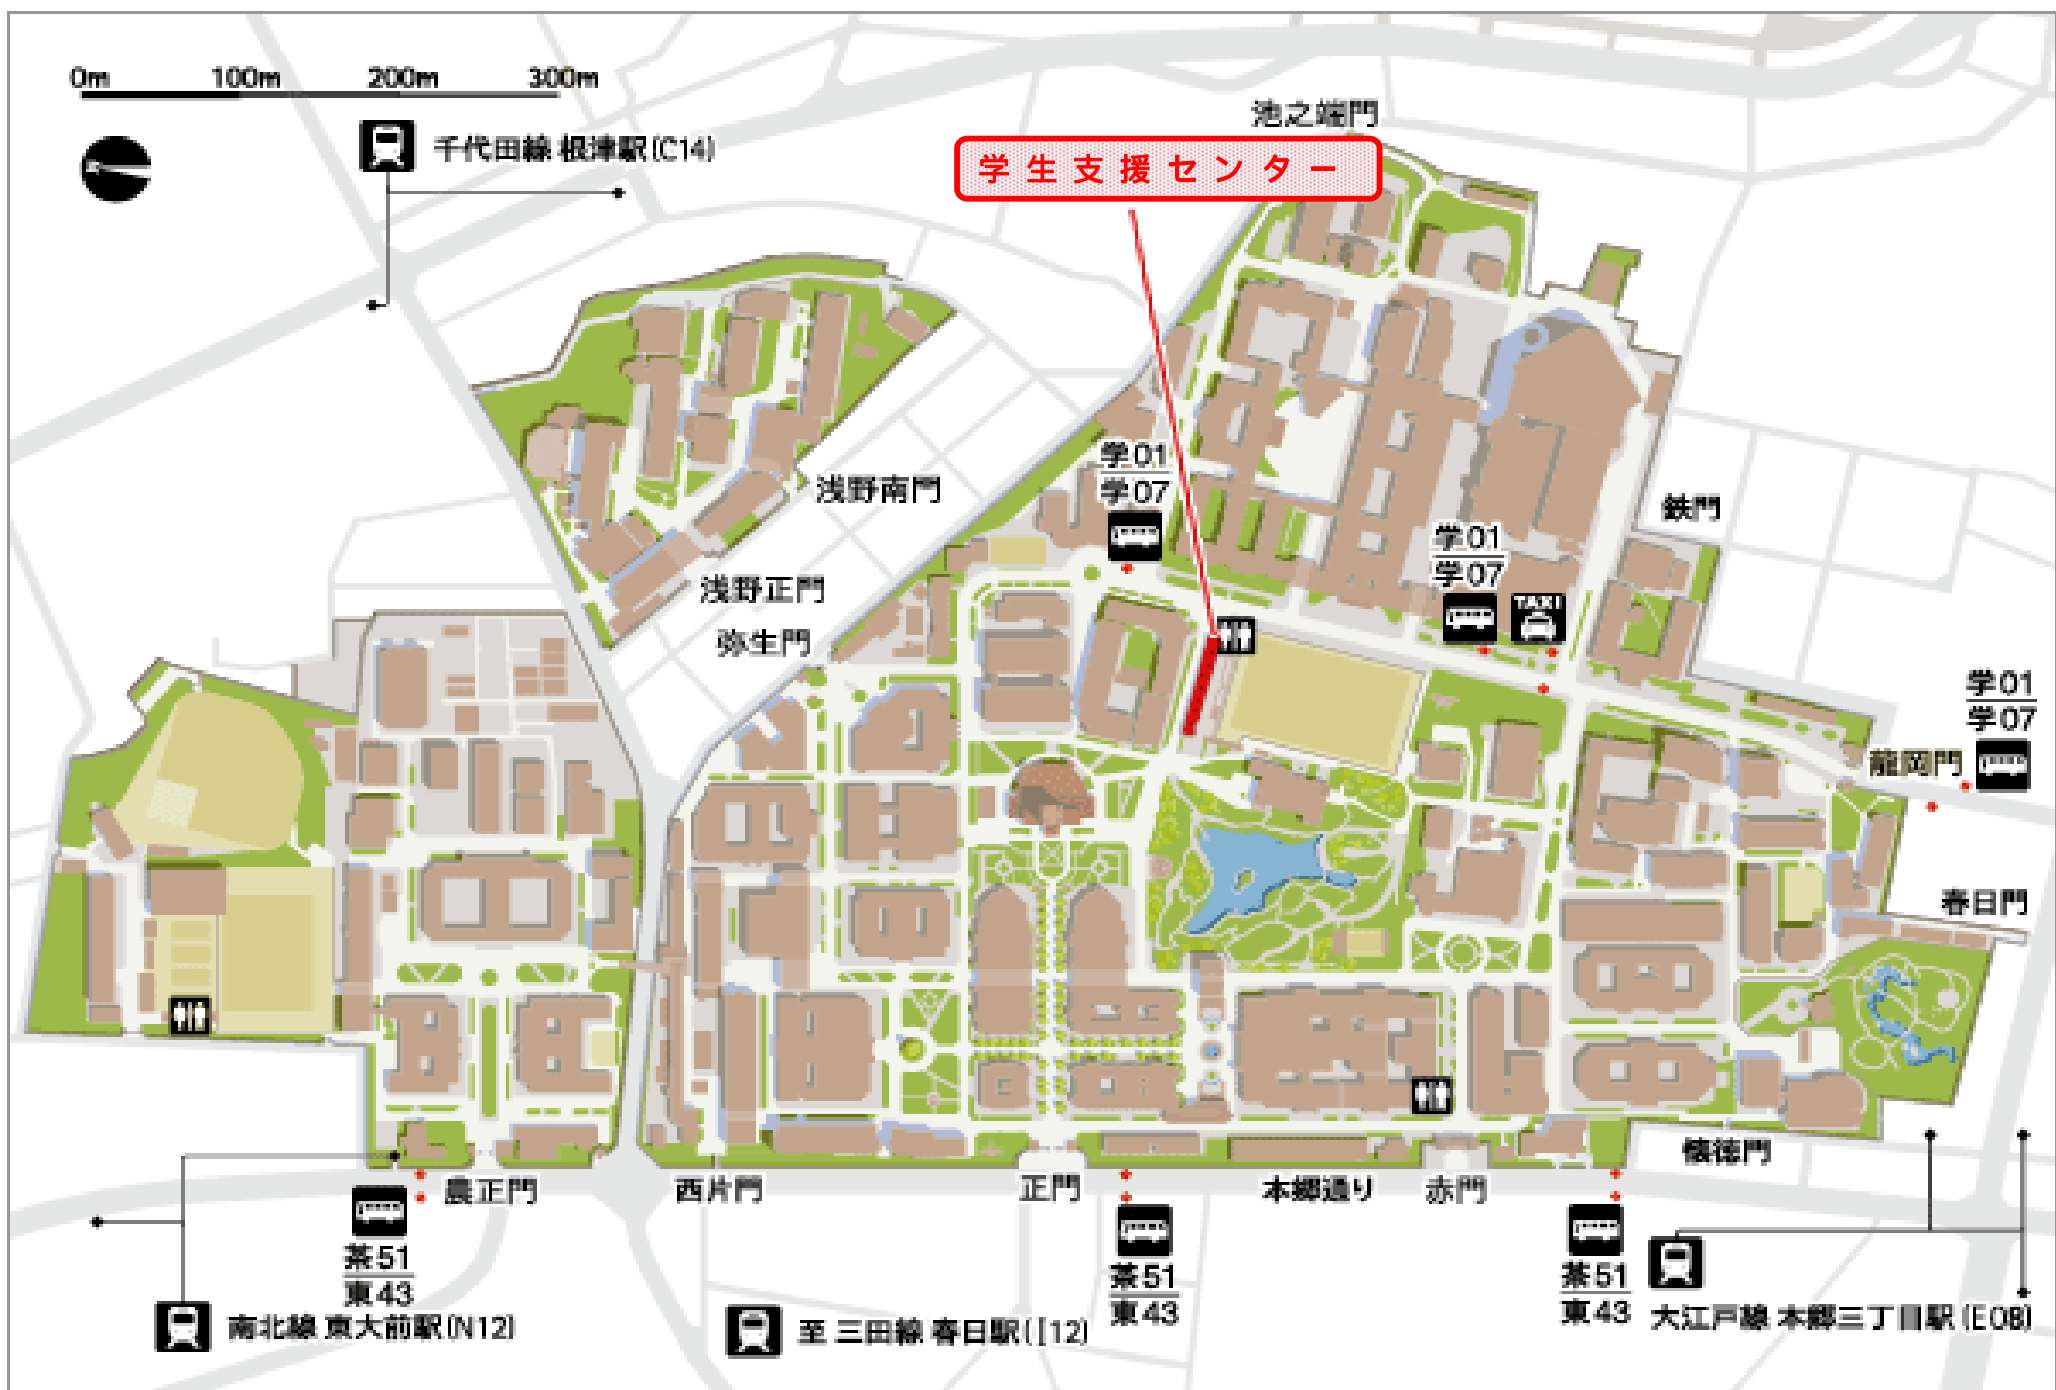 0m 100m 200m 300m
池之端門
千代田線 根津駅(C14)
学生支援センター
学01
学07
浅野南門
鉄門
学01
学07
TAXI
浅野正門
弥生門
学01
学07
龍岡門
春日門
懐徳門
農正門
西片門
正門
本郷通り
赤門
茶51
東43
茶51
東43
茶51
東43
南北線 東大前駅(N12)
至 三田線 春日駅(I12)
大江戸線 本郷三丁目駅(E08)